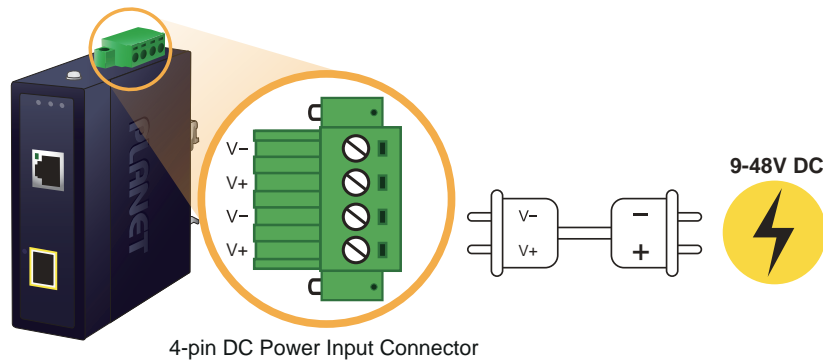 PLANET
V−
V+
V−
V+
V−
V+
−
+
9-48V DC
4-pin DC Power Input Connector